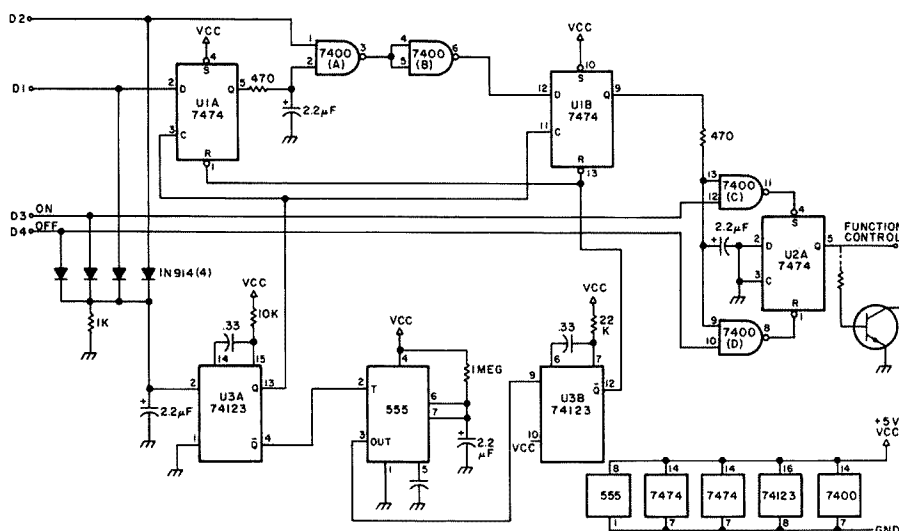 D2
VCC
4
S
2 D
U1A
7474
Q 5
470
3 C
R
1
2.2μF
1
2
7400
(A)
3
4
5
7400
(B)
6
VCC
10
S
12 D
U1B
7474
Q 9
11 C
R
13
470
D1
D3 ON
D4 OFF
13
12
7400
(C)
11
4
S
2.2μF
2 D
U2A
7474
Q 5
3 C
R
1
FUNCTION
CONTROL
9
10
7400
(D)
8
IN914(4)
1K
VCC
10K
.33
14
15
2
U3A
74123
Q 13
1
Q 4
2.2μF
VCC
4
1MEG
2 T
6
555
7
3 OUT
1
5
2.2
μF
VCC
22
K
.33
6
7
9
U3B
74123
Q 12
10
VCC
+5V
VCC
8
14
14
16
14
555
7474
7474
74123
7400
1
7
7
8
7
GND